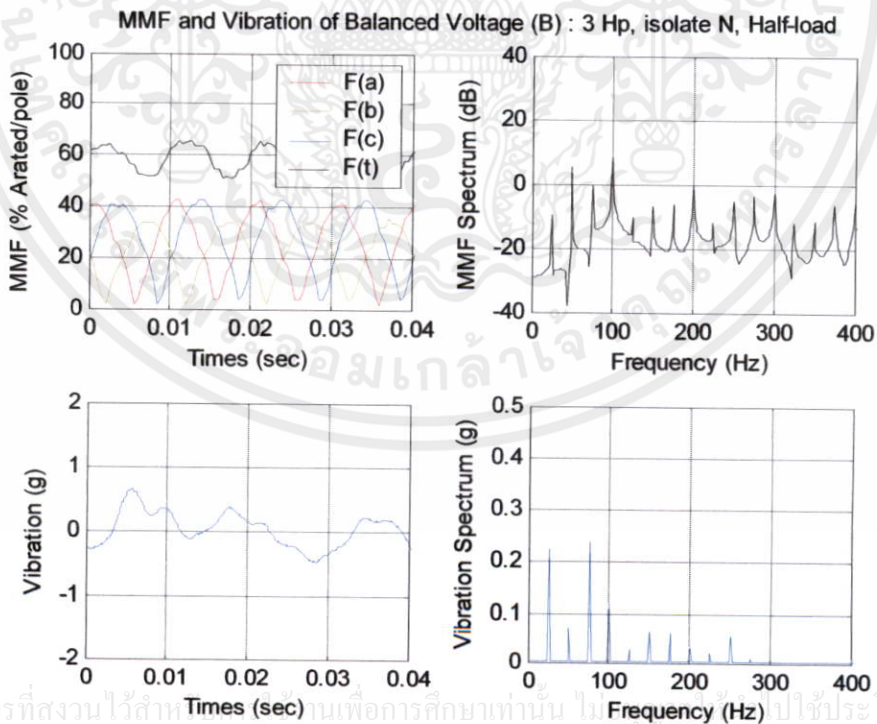 MMF and Vibration of Balanced Voltage (B) : 3 Hp, isolate N, Half-load
100
80
60
40
20
0
MMF (% Arated/pole)
F(a)
F(b)
F(c)
F(t)
0 0.01 0.02 0.03 0.04
Times (sec)
40
20
0
-20
-40
MMF Spectrum (dB)
0 100 200 300 400
Frequency (Hz)
2
1
0
-1
-2
Vibration (g)
0 0.01 0.02 0.03 0.04
Times (sec)
0.5
0.4
0.3
0.2
0.1
0
Vibration Spectrum (g)
0 100 200 300 400
Frequency (Hz)